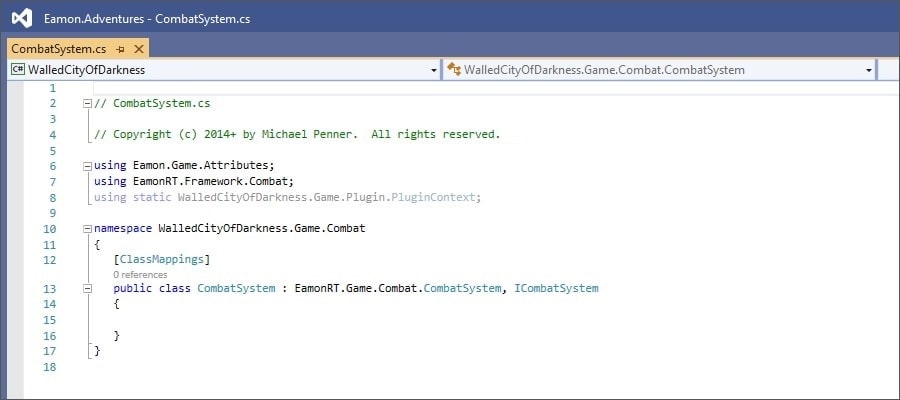 Eamon.Adventures - CombatSystem.cs
CombatSystem.cs
C# WalledCityOfDarkness WalledCityOfDarkness.Game.Combat.CombatSystem
1
2 // CombatSystem.cs
3
4 // Copyright (c) 2014+ by Michael Penner.  All rights reserved.
5
6 using Eamon.Game.Attributes;
7 using EamonRT.Framework.Combat;
8 using static WalledCityOfDarkness.Game.Plugin.PluginContext;
9
10 namespace WalledCityOfDarkness.Game.Combat
11 {
12 [ClassMappings]
0 references
13 public class CombatSystem : EamonRT.Game.Combat.CombatSystem, ICombatSystem
14 {
15
16 }
17 }
18